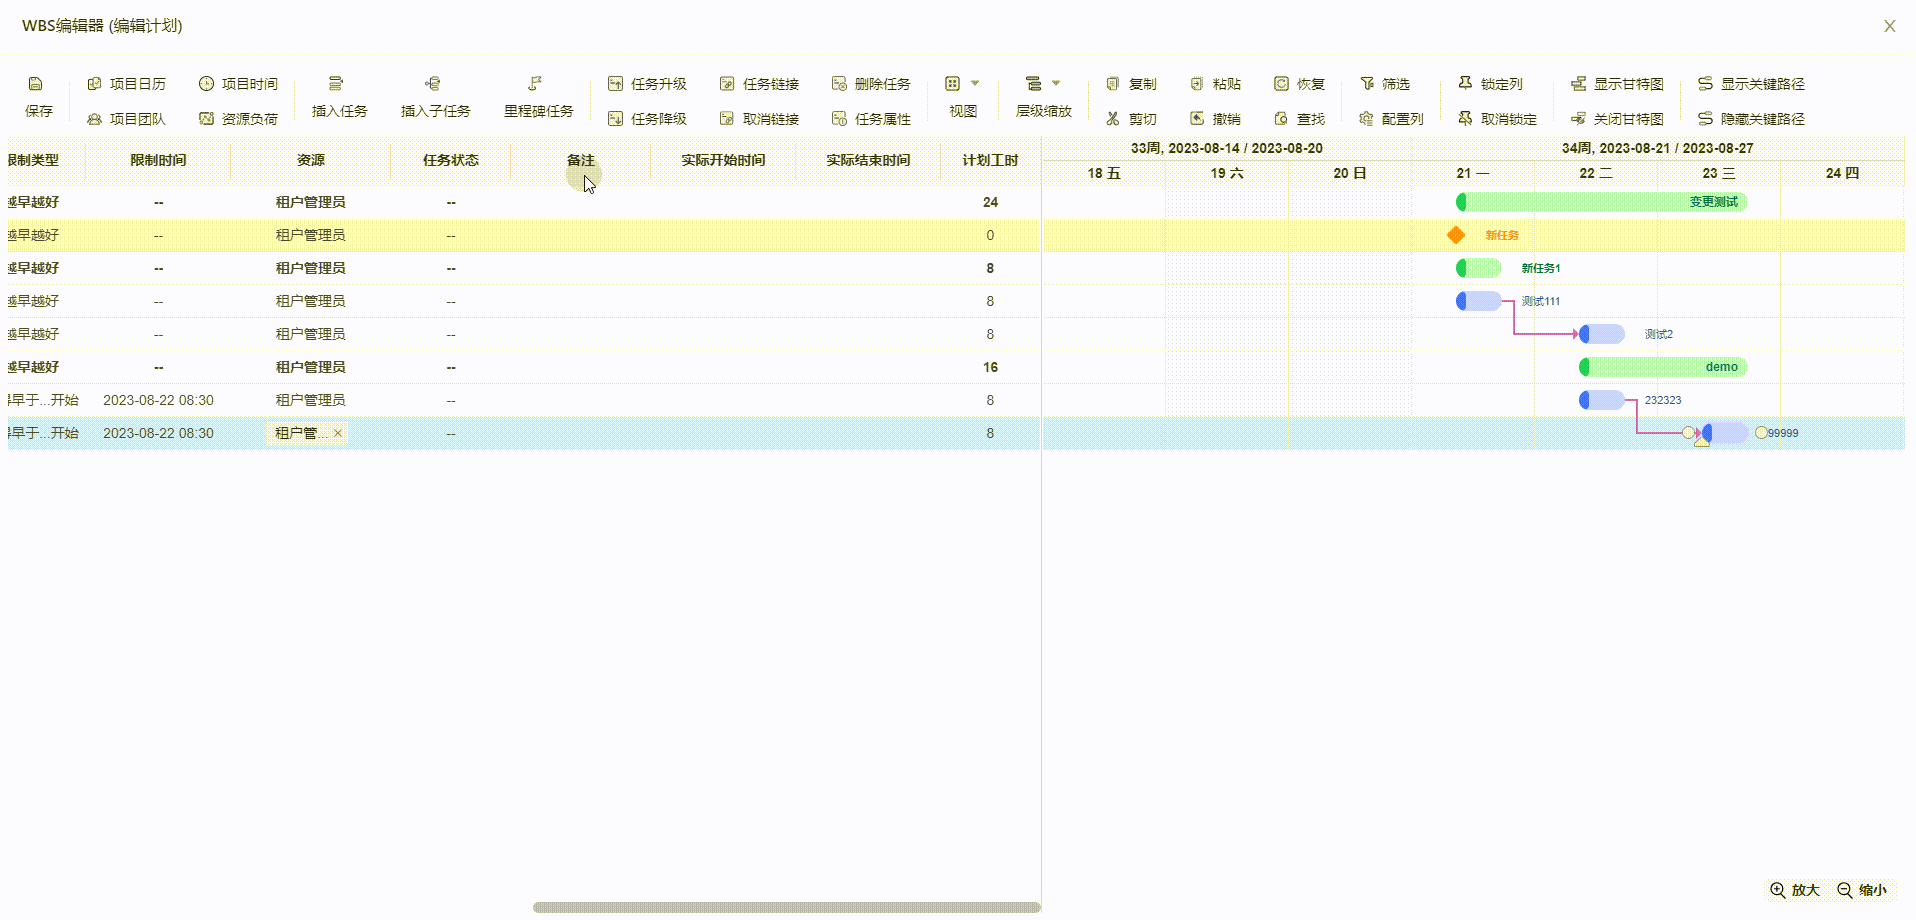 WBS编辑器 (编辑计划)
保存
项目日历
项目时间
项目团队
资源负荷
插入任务
插入子任务
里程碑任务
任务升级
任务链接
删除任务
任务降级
取消链接
任务属性
视图
层级缩放
复制
粘贴
恢复
剪切
撤销
查找
筛选
配置列
锁定列
取消锁定
显示甘特图
关闭甘特图
显示关键路径
隐藏关键路径
限制类型 限制时间 资源 任务状态 备注 实际开始时间 实际结束时间 计划工时
33周, 2023-08-14 / 2023-08-20 34周, 2023-08-21 / 2023-08-27
18 五 19 六 20 日 21 一 22 二 23 三 24 四
越早越好 -- 租户管理员 -- 24 变更测试
越早越好 -- 租户管理员 -- 0 新任务
越早越好 -- 租户管理员 -- 8 新任务1
越早越好 -- 租户管理员 -- 8 测试111
越早越好 -- 租户管理员 -- 8 测试2
越早越好 -- 租户管理员 -- 16 demo
早于...开始 2023-08-22 08:30 租户管理员 -- 8 232323
早于...开始 2023-08-22 08:30 租户管... × -- 8 99999
放大 缩小